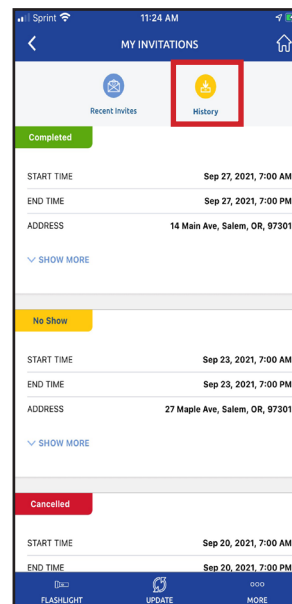 Sprint 11:24 AM
MY INVITATIONS
Recent Invites History
Completed
START TIME Sep 27, 2021, 7:00 AM
END TIME Sep 27, 2021, 7:00 PM
ADDRESS 14 Main Ave, Salem, OR, 97301
SHOW MORE
No Show
START TIME Sep 23, 2021, 7:00 AM
END TIME Sep 23, 2021, 7:00 PM
ADDRESS 27 Maple Ave, Salem, OR, 97301
SHOW MORE
Cancelled
START TIME Sep 20, 2021, 7:00 AM
END TIME Sep 20, 2021, 7:00 PM
FLASHLIGHT UPDATE MORE